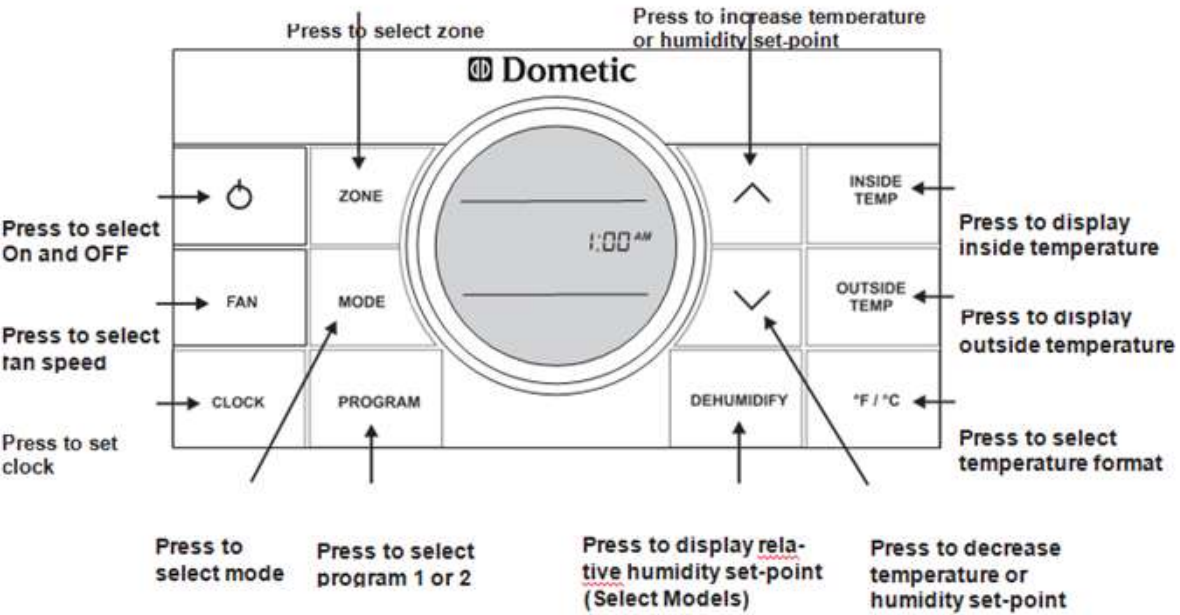 Press to select zone
Press to increase temperature
or humidity set-point
Dometic
ZONE
INSIDE
TEMP
Press to select
On and OFF
1:00 AM
Press to display
inside temperature
FAN
MODE
OUTSIDE
TEMP
Press to select
fan speed
Press to display
outside temperature
CLOCK
PROGRAM
DEHUMIDIFY
°F / °C
Press to set
clock
Press to select
temperature format
Press to
select mode
Press to select
program 1 or 2
Press to display rela-
tive humidity set-point
(Select Models)
Press to decrease
temperature or
humidity set-point